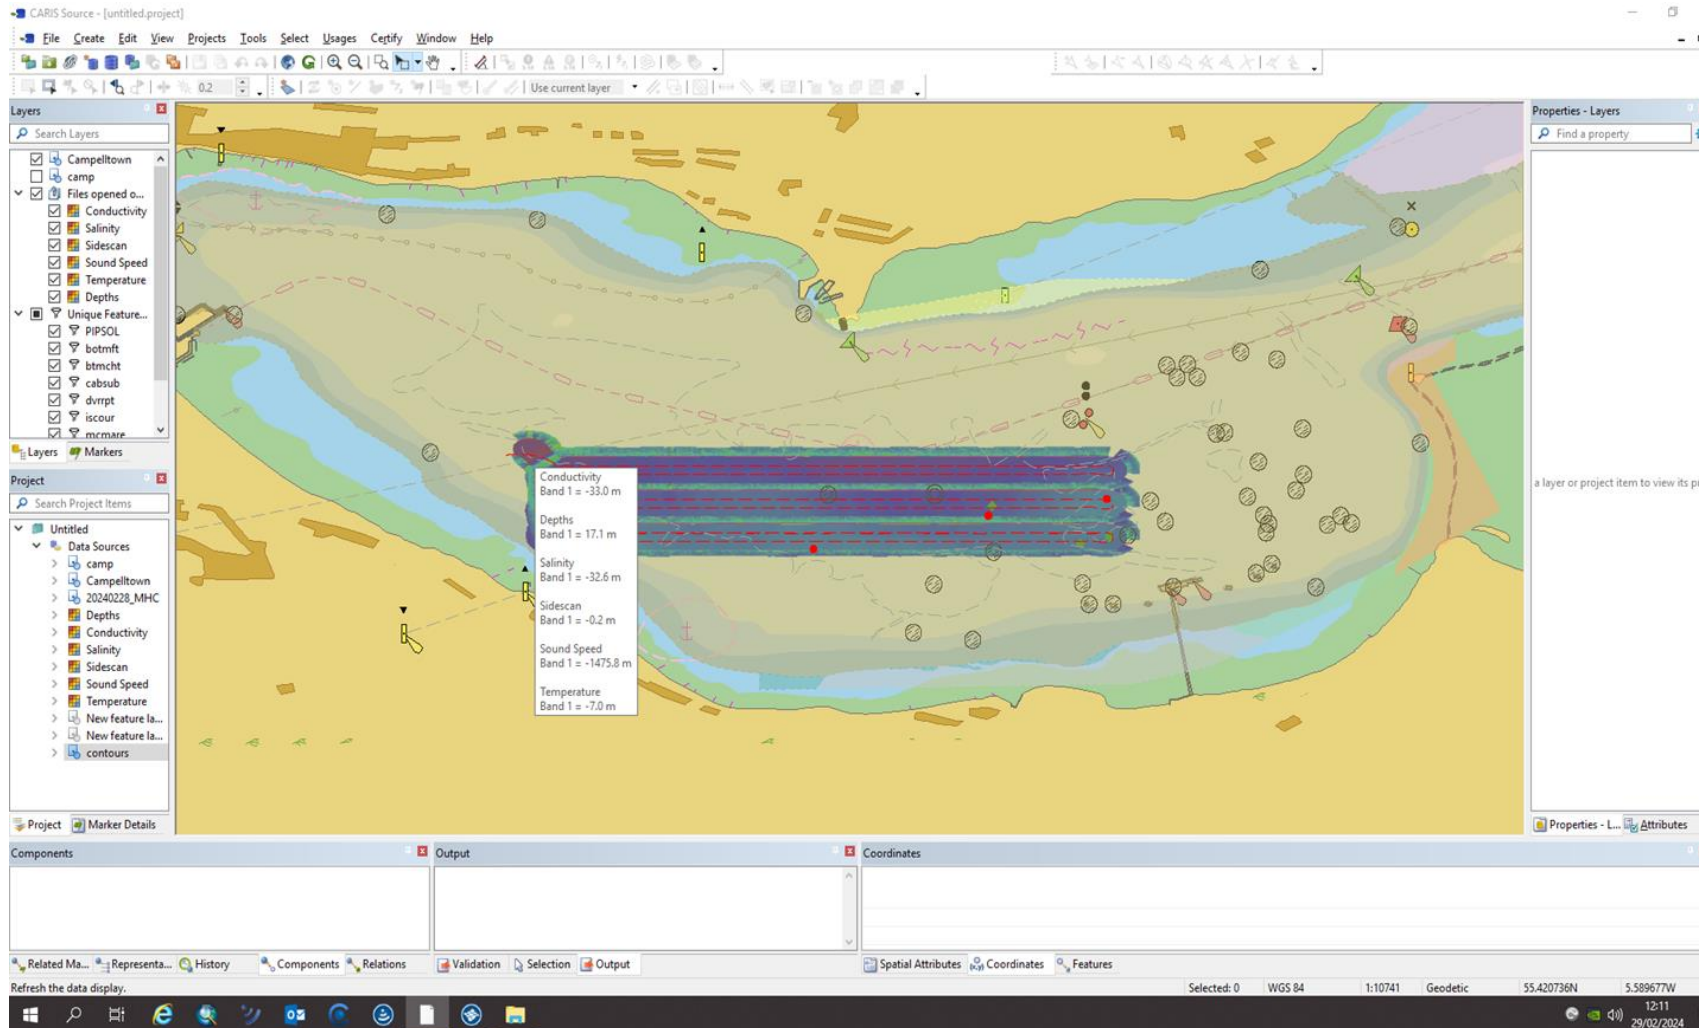 CARIS Source - [untitled.project]
File Create Edit View Projects Tools Select Usages Certify Window Help
0.2
Use current layer
Layers
Search Layers
Campelltown
camp
Files opened o...
Conductivity
Salinity
Sidescan
Sound Speed
Temperature
Depths
Unique Feature...
PIPSOL
botmft
btmcht
cabsub
dvrrpt
iscour
mcmare
Layers Markers
Project
Search Project Items
Untitled
Data Sources
camp
Campelltown
20240228_MHC
Depths
Conductivity
Salinity
Sidescan
Sound Speed
Temperature
New feature la...
New feature la...
contours
Project Marker Details
Conductivity
Band 1 = -33.0 m
Depths
Band 1 = 17.1 m
Salinity
Band 1 = -32.6 m
Sidescan
Band 1 = -0.2 m
Sound Speed
Band 1 = -1475.8 m
Temperature
Band 1 = -7.0 m
Properties - Layers
Find a property
a layer or project item to view its p
Properties - L... Attributes
Components
Output
Coordinates
Related Ma... Representa... History Components Relations
Validation Selection Output
Spatial Attributes Coordinates Features
Refresh the data display.
Selected: 0 WGS 84 1:10741 Geodetic 55.420736N 5.589677W
12:11
29/02/2024